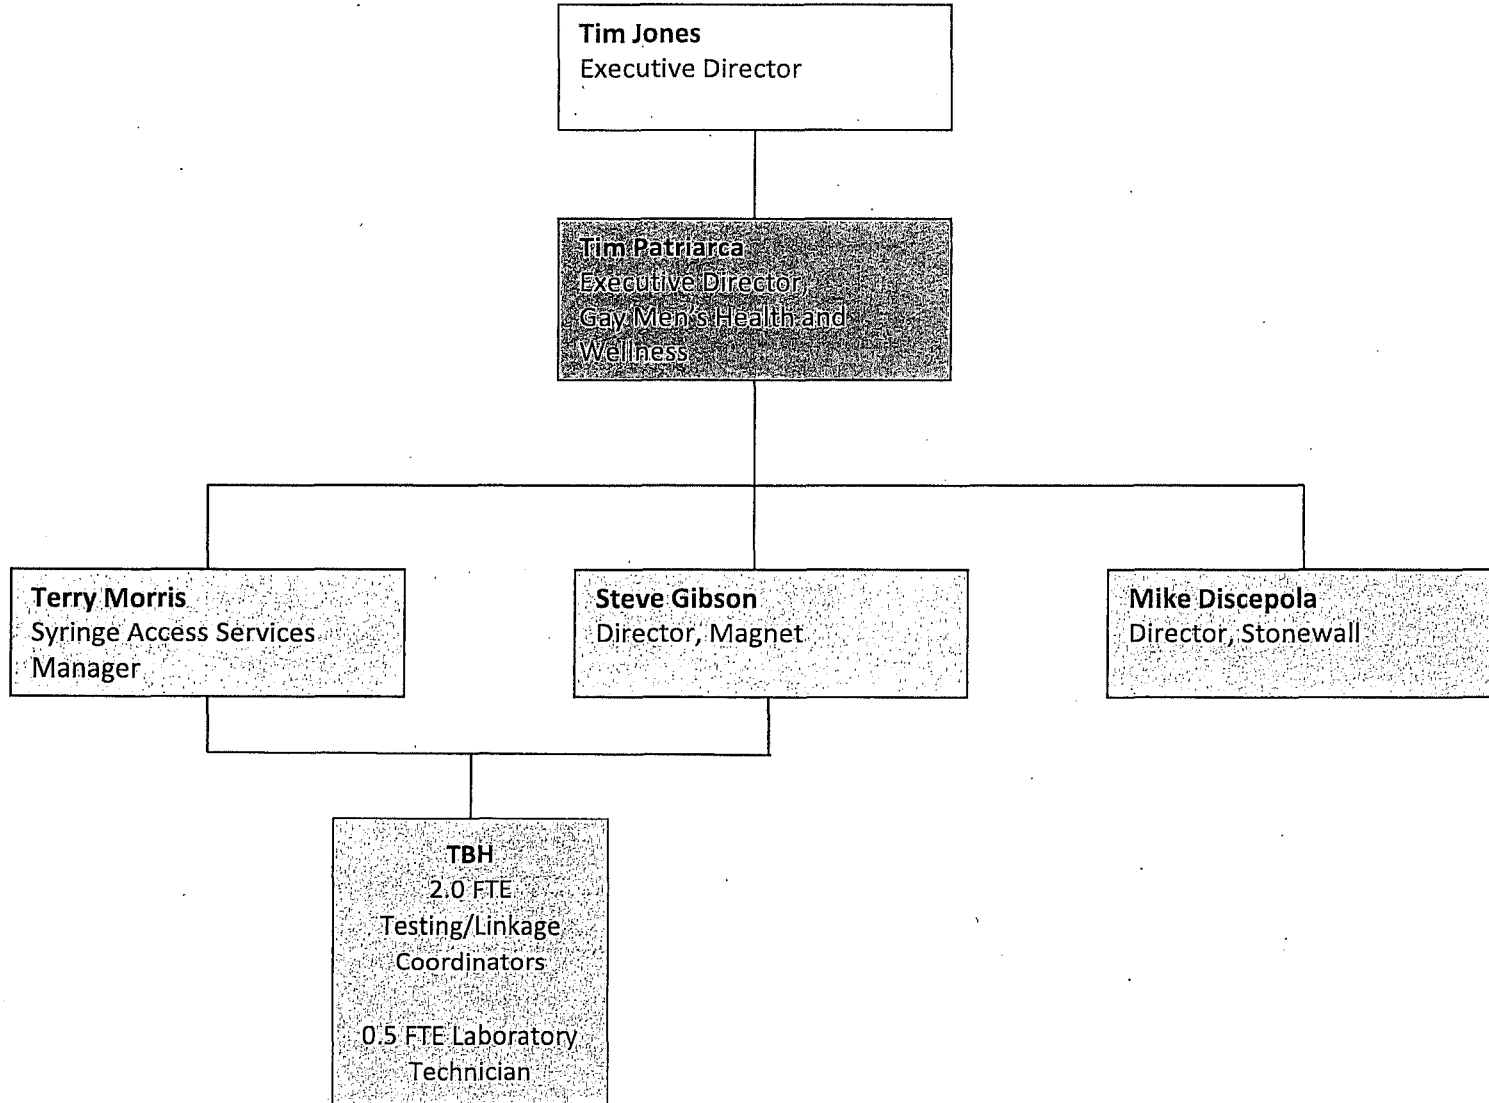 Tim Jones
Executive Director
Tim Patriarca
Executive Director,
Gay Men's Health and
Wellness
Terry Morris
Syringe Access Services
Manager
Steve Gibson
Director, Magnet
Mike Discepola
Director, Stonewall
TBH
2.0 FTE
Testing/Linkage
Coordinators
0.5 FTE Laboratory
Technician